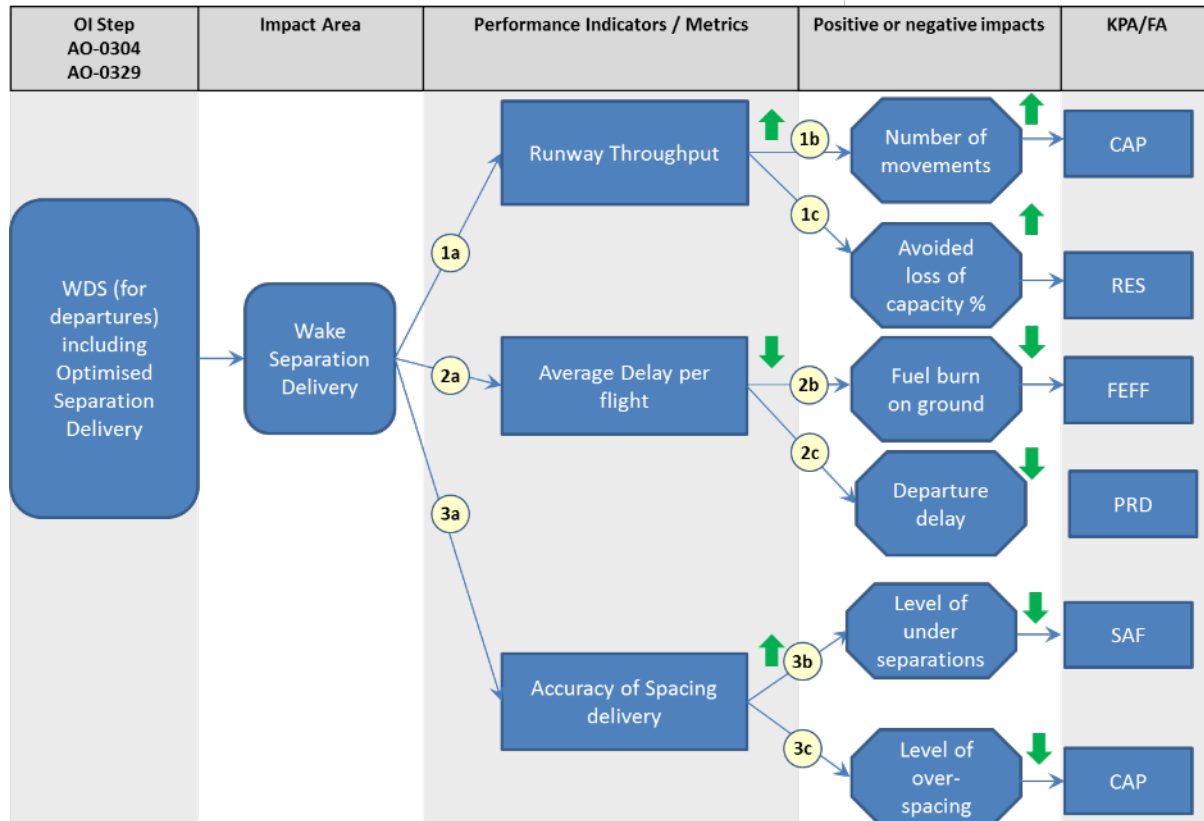 OI Step
AO-0304
AO-0329
Impact Area
Performance Indicators / Metrics
Positive or negative impacts
KPA/FA
WDS (for
departures)
including
Optimised
Separation
Delivery
Wake
Separation
Delivery
1a
2a
3a
Runway Throughput
1b
1c
Number of
movements
CAP
Avoided
loss of
capacity %
RES
Average Delay per
flight
2b
2c
Fuel burn
on ground
FEFF
Departure
delay
PRD
Accuracy of Spacing
delivery
3b
3c
Level of
under
separations
SAF
Level of
over-
spacing
CAP